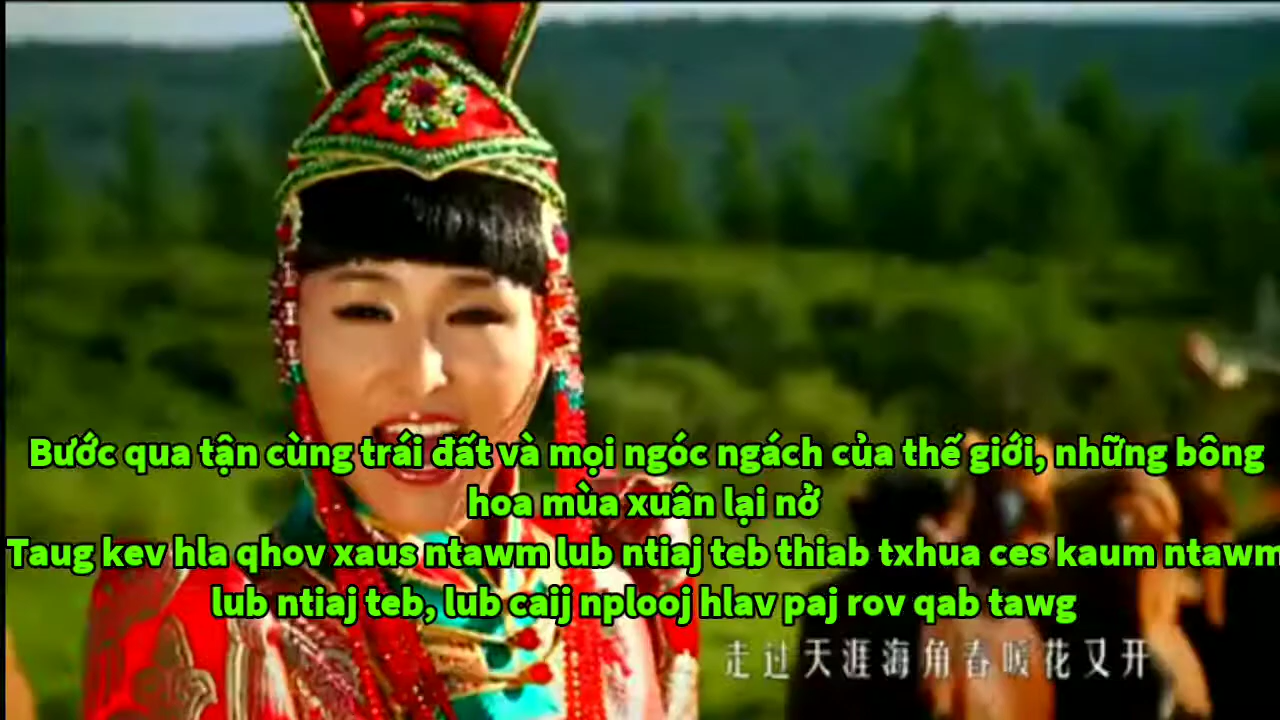 Bước qua tận cùng trái đất và mọi ngóc ngách của thế giới, những bông
hoa mùa xuân lại nở
Taug kev hla qhov xaus ntawm lub ntiaj teb thiab txhua ces kaum ntawm
lub ntiaj teb, lub caij nplooj hlav paj rov qab tawg
走过天涯海角春暖花又开